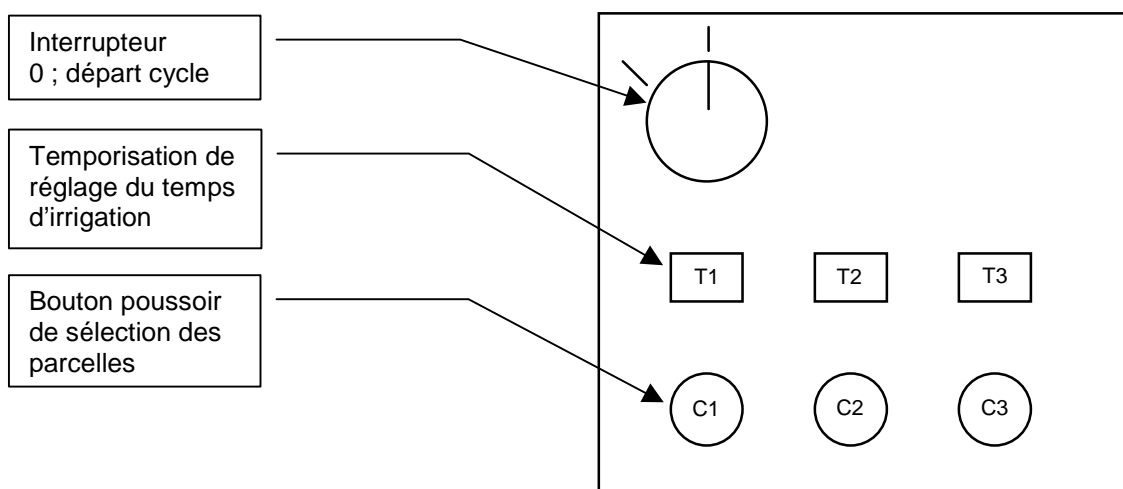 Interrupteur
0 ; départ cycle
Temporisation de
réglage du temps
d'irrigation
T1 T2 T3
Bouton poussoir
de sélection des
parcelles
C1 C2 C3